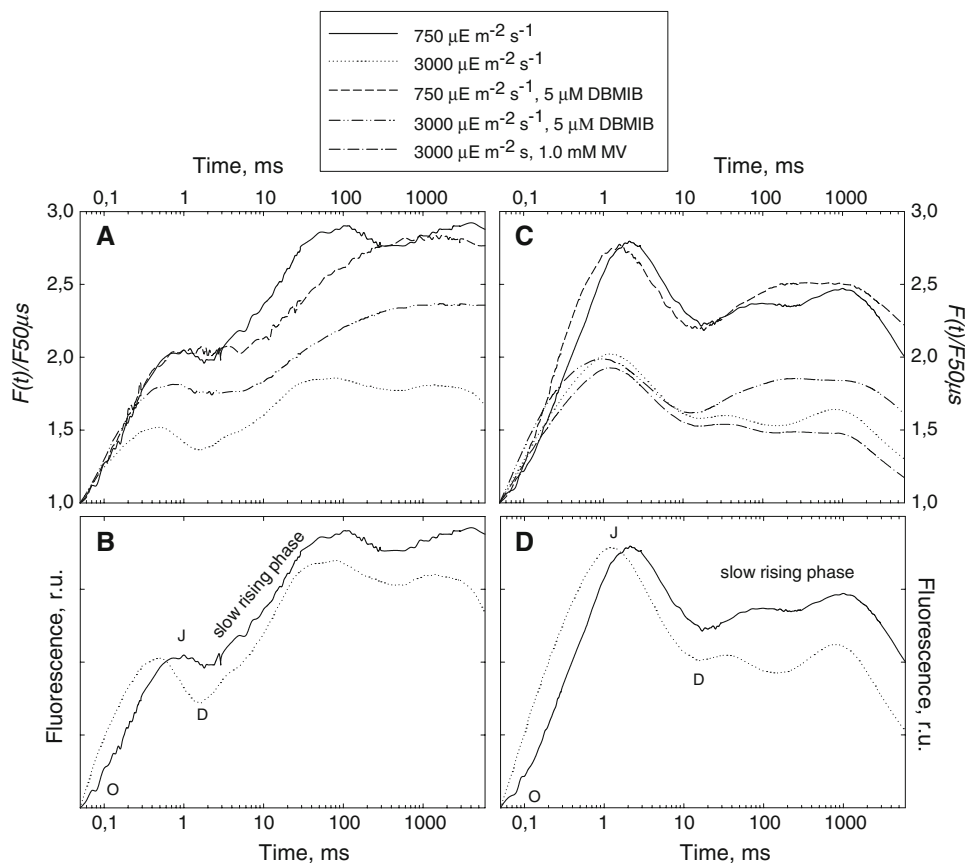 750 μE m-2 s-1
3000 μE m-2 s-1
750 μE m-2 s-1, 5 μM DBMIB
3000 μE m-2 s-1, 5 μM DBMIB
3000 μE m-2 s, 1.0 mM MV
Time, ms
Time, ms
0,1 1 10 100 1000
0,1 1 10 100 1000
3,0
2,5
2,0
1,5
1,0
F(t)/F50μs
A
C
3,0
2,5
2,0
1,5
1,0
F(t)/F50μs
B
J
slow rising phase
D
O
Fluorescence, r.u.
D
J
slow rising phase
D
O
Fluorescence, r.u.
0,1 1 10 100 1000
0,1 1 10 100 1000
Time, ms
Time, ms